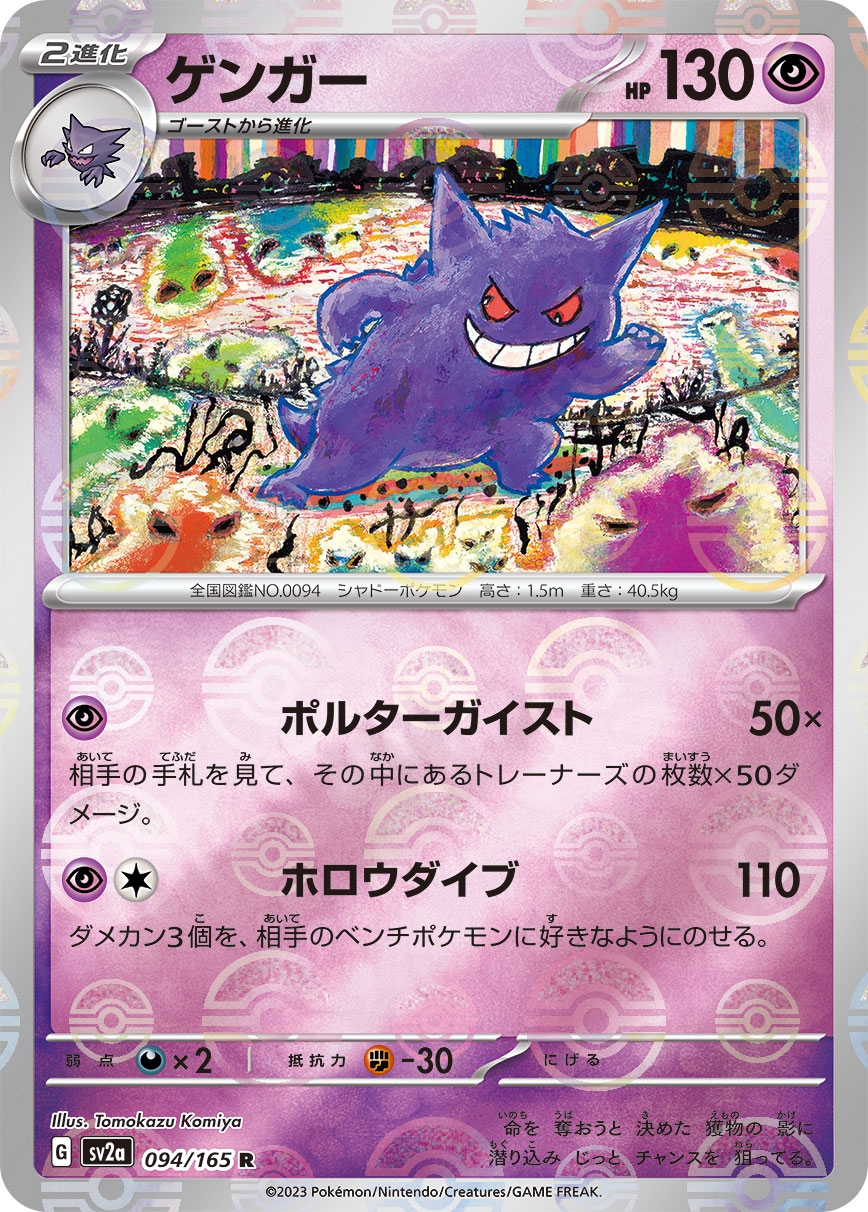 2進化
ゲンガー
HP 130
ゴーストから進化
全国図鑑NO.0094 シャドーポケモン 高さ:1.5m 重さ:40.5kg
ポルターガイスト 50×
相手の手札を見て、その中にあるトレーナーズの枚数×50ダ
メージ。
ホロウダイブ 110
ダメカン3個を、相手のベンチポケモンに好きなようにのせる。
弱点 ×2 抵抗力 -30 にげる
Illus. Tomokazu Komiya
G sv2a 094/165 R
命を 奪おうと 決めた 獲物の 影に
潜り込み じっと チャンスを 狙ってる。
©2023 Pokémon/Nintendo/Creatures/GAME FREAK.